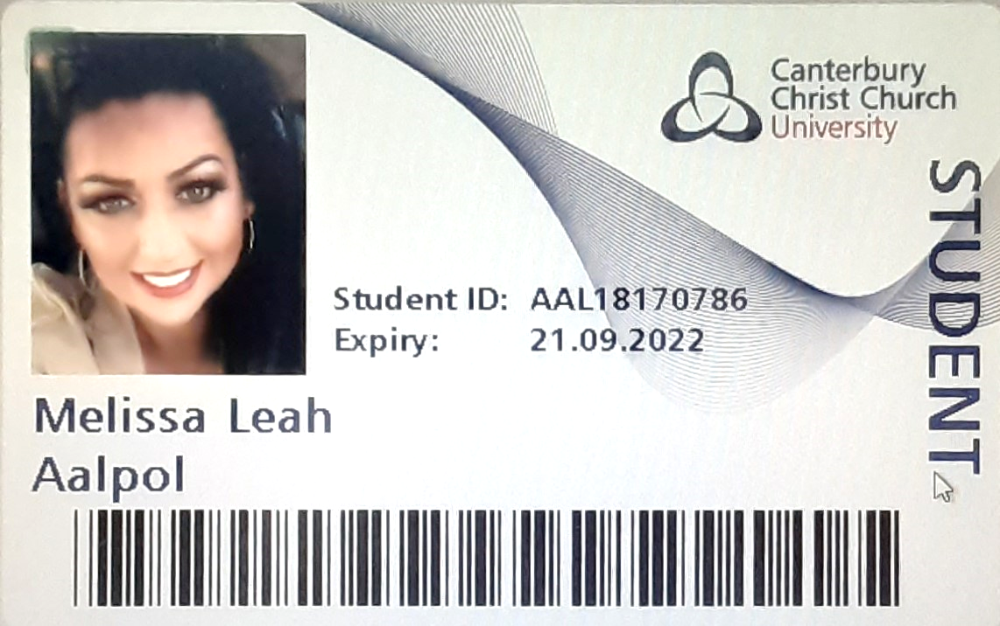 Canterbury
Christ Church
University
STUDENT
Student ID: AAL18170786
Expiry: 21.09.2022
Melissa Leah
Aalpol